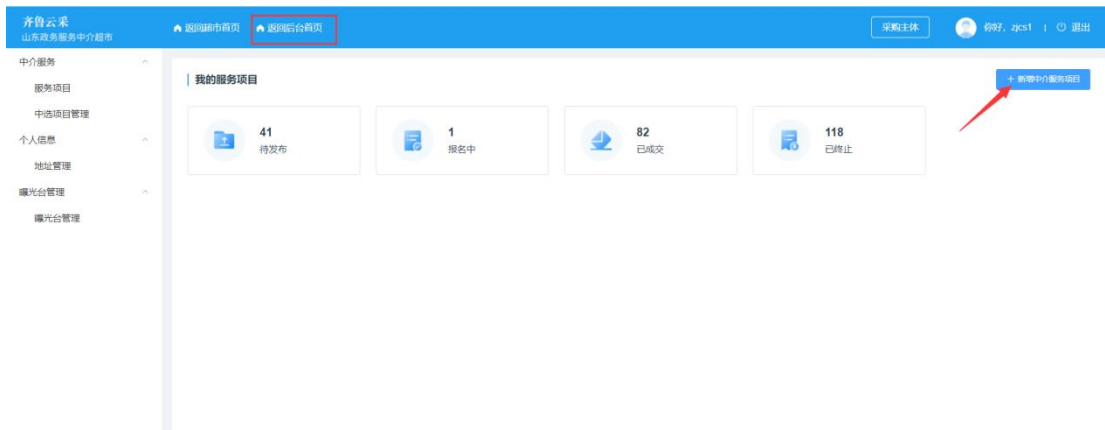 齐鲁云采
山东政务服务中介超市
返回超市首页
返回后台首页
采购主体
你好，zjcs1 | 退出
中介服务
服务项目
中选项目管理
个人信息
地址管理
曝光台管理
曝光台管理
我的服务项目
+ 新增中介服务项目
41
待发布
1
报名中
82
已成交
118
已终止